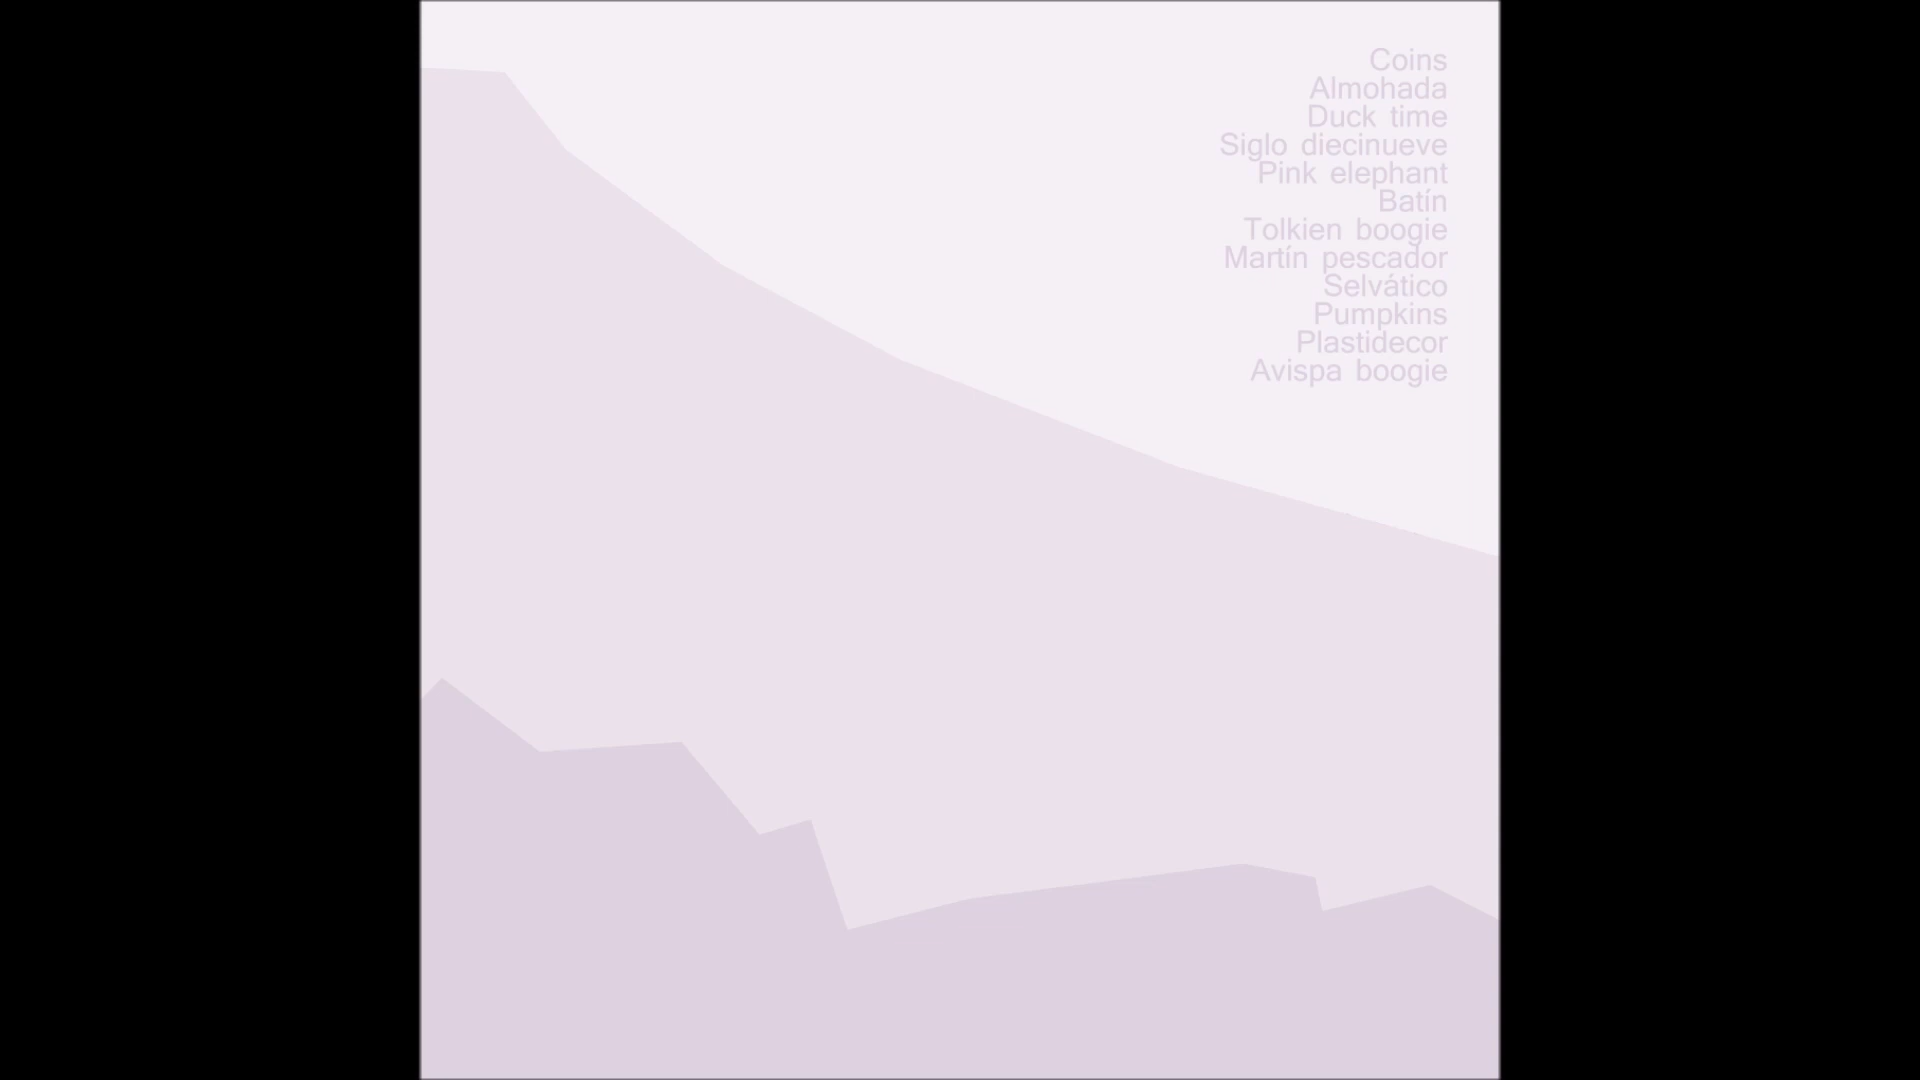 Coins
Almohada
Duck time
Siglo diecinueve
Pink elephant
Batín
Tolkien boogie
Martín pescador
Selvático
Pumpkins
Plastidecor
Avispa boogie